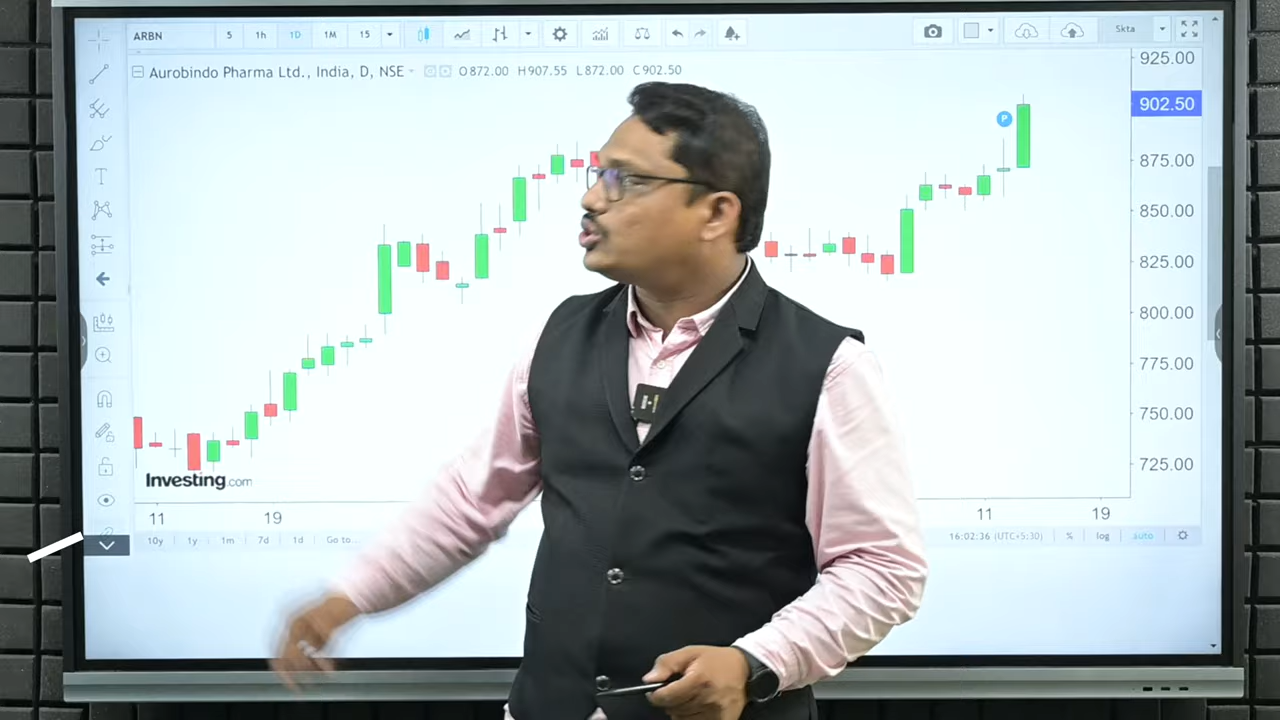 ARBN 5 1h 1D 1M 15 5kta
Aurobindo Pharma Ltd., India, D, NSE O872.00 H907.55 L872.00 C902.50
925.00
P 902.50
875.00
850.00
825.00
800.00
775.00
750.00
725.00
Investing.com
11 19 11 19
10y 1y 1m 7d 1d Go to... 16:02:36 (UTC+5:30) % log auto